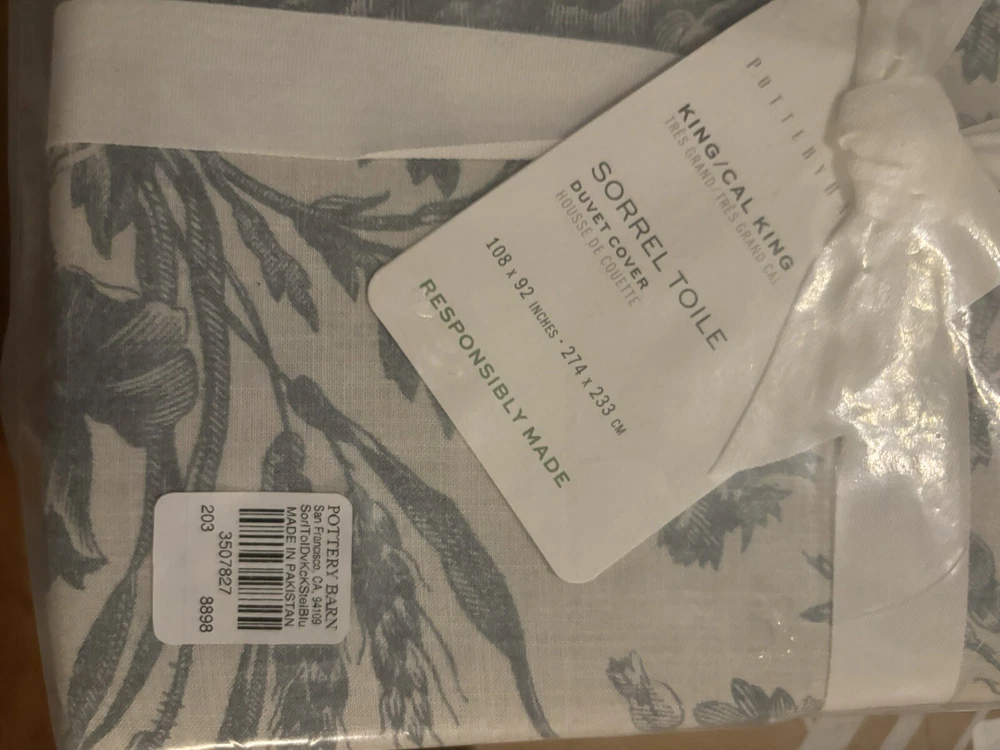 KING/CAL KING
TRÈS GRAND/TRÈS GRAND CAL
SORREL TOILE
DUVET COVER
HOUSSE DE COUETTE
108 x 92 INCHES · 274 x 233 CM
RESPONSIBLY MADE
POTTERY BARN
San Francisco, CA, 94109
SorlTolDvKcKStelBlu
MADE IN PAKISTAN
3507827
203 8898